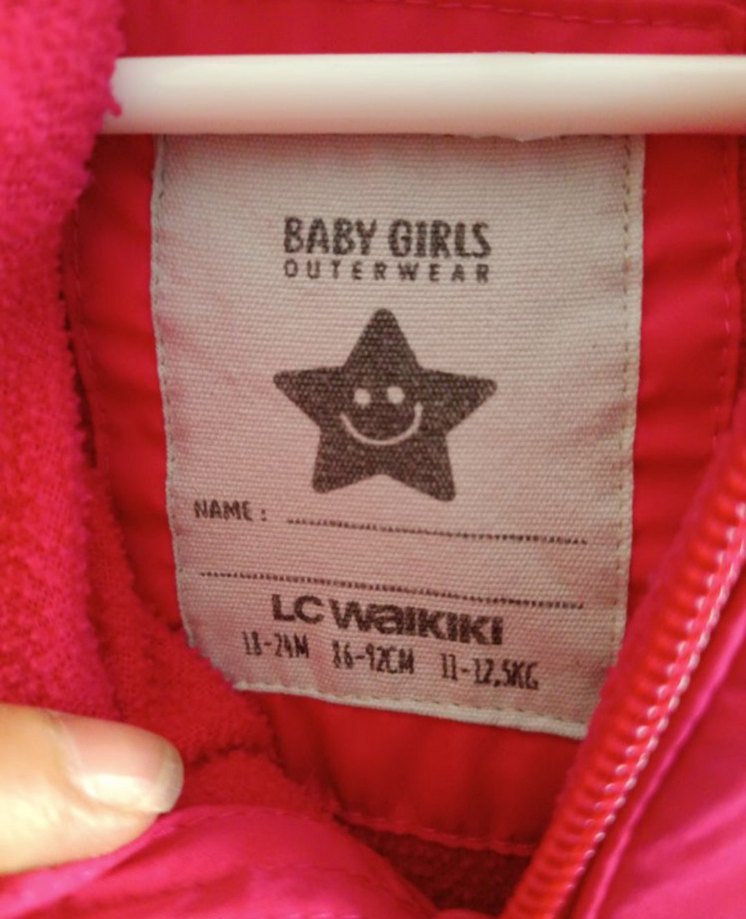 BABY GIRLS
OUTERWEAR
NAME :
LC WAIKIKI
18-24M 86-92CM 11-12,5KG